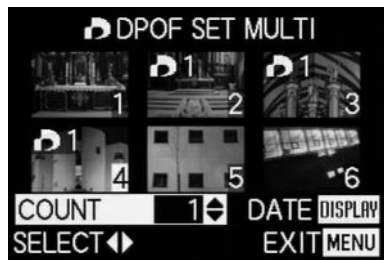 DPOF SET MULTI
1
1 2
1 3
1 4
5
6
COUNT 1 DATE DISPLAY
SELECT EXIT MENU